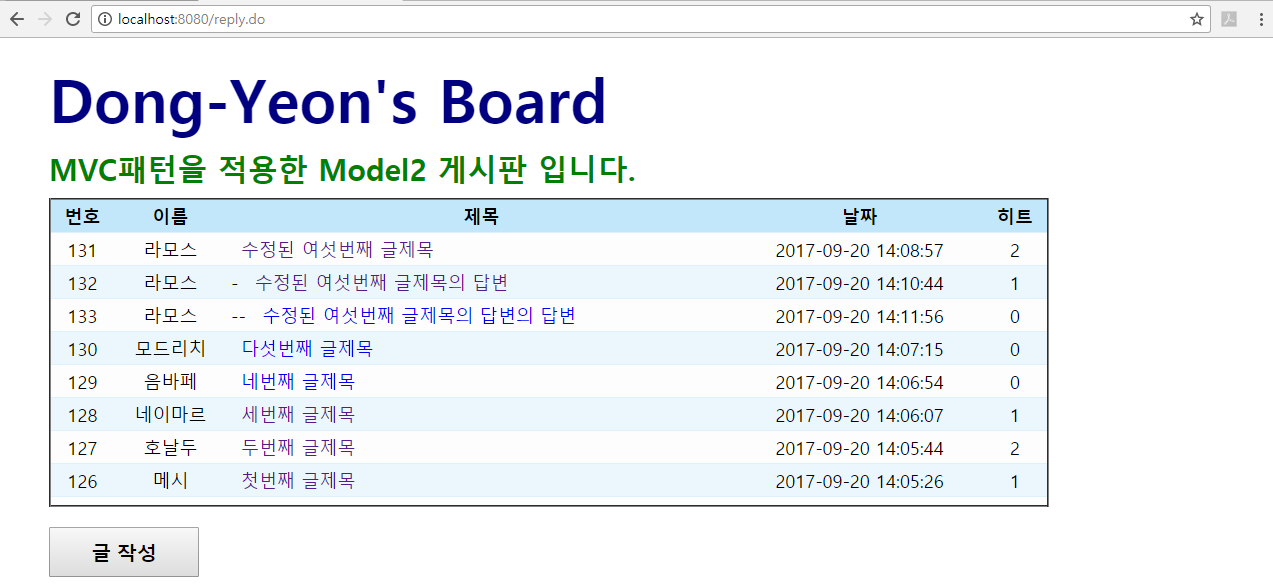 localhost:8080/reply.do
Dong-Yeon's Board
MVC패턴을 적용한 Model2 게시판 입니다.
번호 이름 제목 날짜 히트
131 라모스 수정된 여섯번째 글제목 2017-09-20 14:08:57 2
132 라모스 - 수정된 여섯번째 글제목의 답변 2017-09-20 14:10:44 1
133 라모스 -- 수정된 여섯번째 글제목의 답변의 답변 2017-09-20 14:11:56 0
130 모드리치 다섯번째 글제목 2017-09-20 14:07:15 0
129 음바페 네번째 글제목 2017-09-20 14:06:54 0
128 네이마르 세번째 글제목 2017-09-20 14:06:07 1
127 호날두 두번째 글제목 2017-09-20 14:05:44 2
126 메시 첫번째 글제목 2017-09-20 14:05:26 1
글 작성